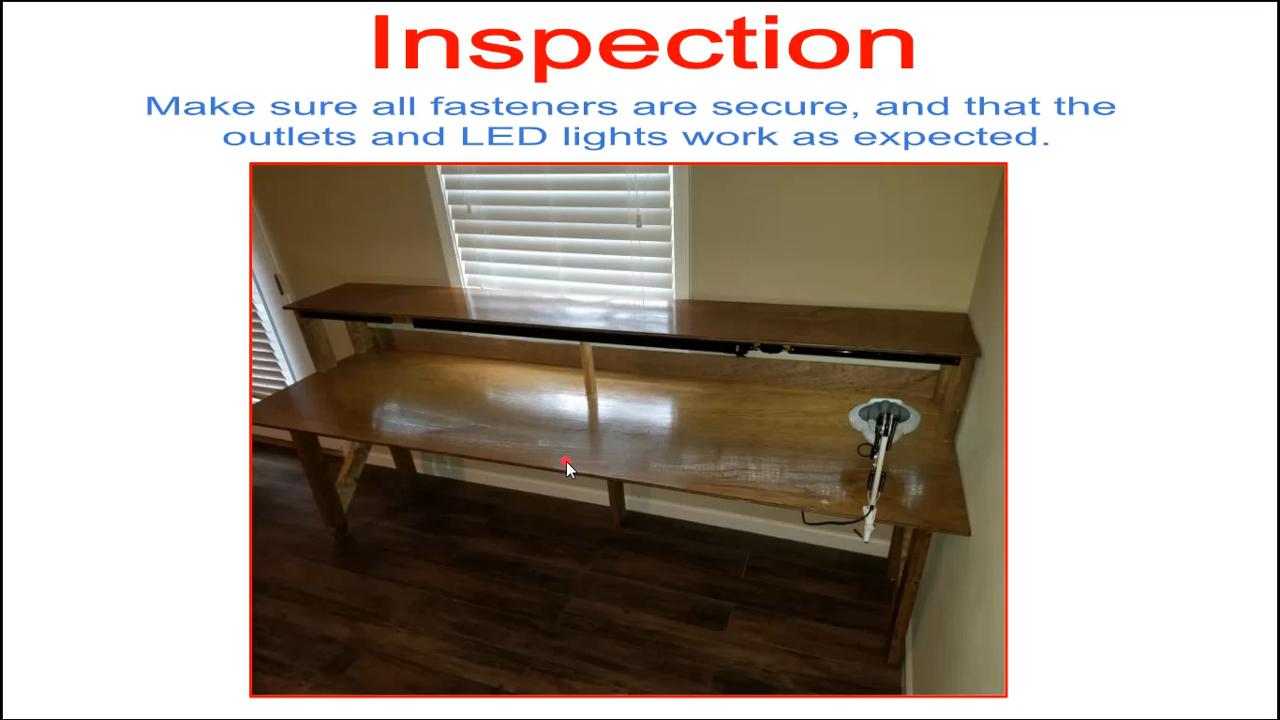 Inspection
Make sure all fasteners are secure, and that the
outlets and LED lights work as expected.